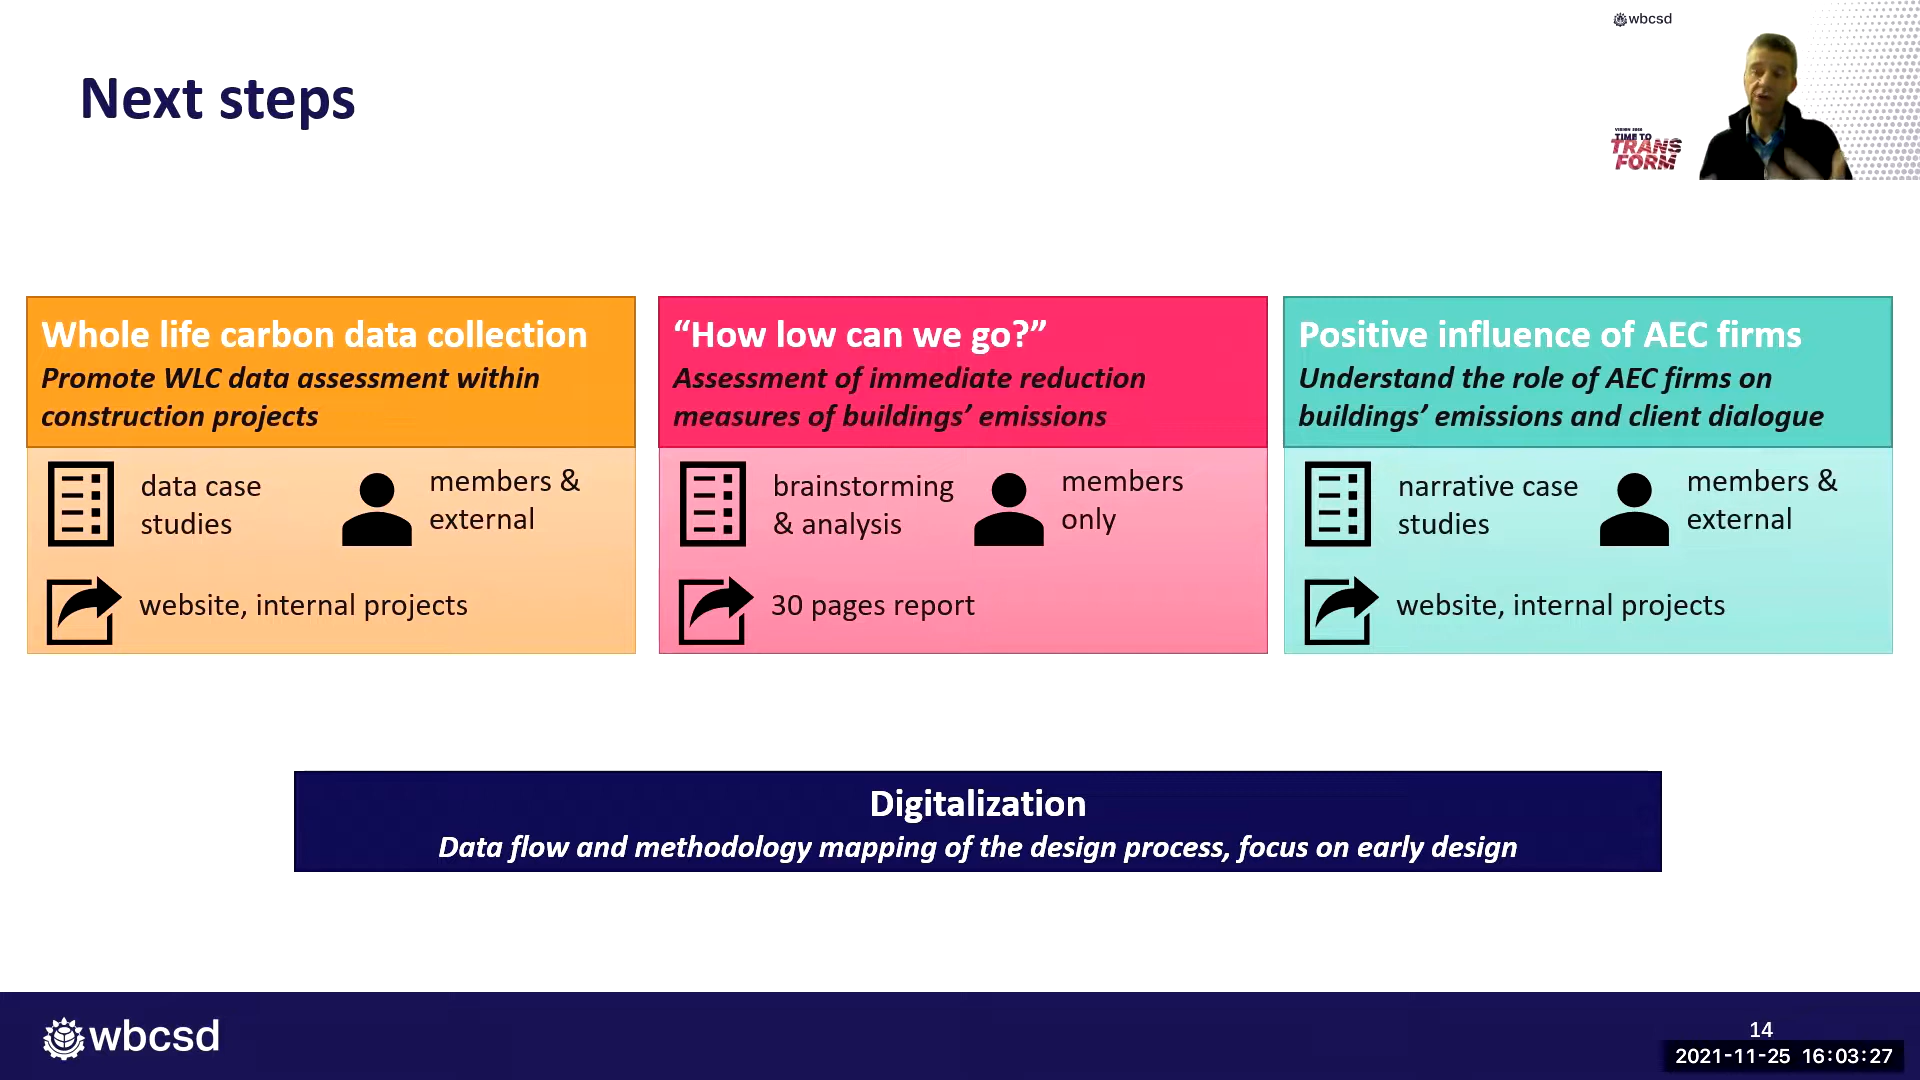 wbcsd
Next steps
VISION 2050
TIME TO
TRANS
FORM
Whole life carbon data collection
Promote WLC data assessment within
construction projects
data case
studies
members &
external
website, internal projects
“How low can we go?”
Assessment of immediate reduction
measures of buildings’ emissions
brainstorming
& analysis
members
only
30 pages report
Positive influence of AEC firms
Understand the role of AEC firms on
buildings’ emissions and client dialogue
narrative case
studies
members &
external
website, internal projects
Digitalization
Data flow and methodology mapping of the design process, focus on early design
wbcsd
14
2021-11-25 16:03:27